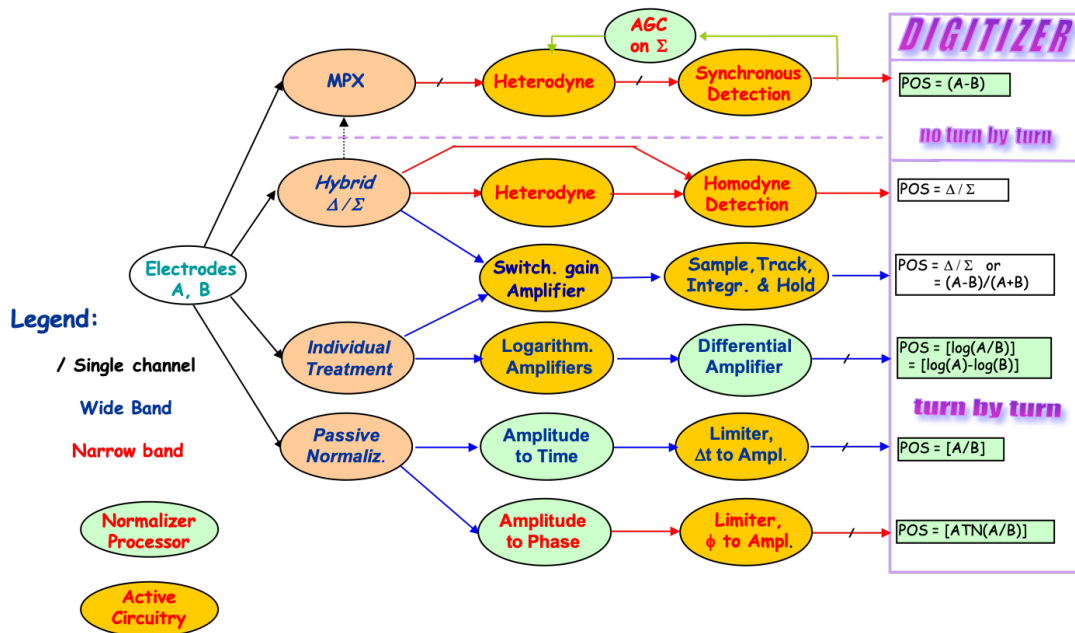 AGC
on Σ
DIGITIZER
MPX
Heterodyne
Synchronous
Detection
POS = (A-B)
no turn by turn
Hybrid
Δ / Σ
Heterodyne
Homodyne
Detection
POS = Δ/Σ
Electrodes
A, B
Switch. gain
Amplifier
Sample, Track,
Integr. & Hold
POS = Δ/Σ or
= (A-B)/(A+B)
Legend:
/ Single channel
Wide Band
Narrow band
Individual
Treatment
Logarithm.
Amplifiers
Differential
Amplifier
POS = [log(A/B)]
= [log(A)-log(B)]
turn by turn
Passive
Normaliz.
Amplitude
to Time
Limiter,
Δt to Ampl.
POS = [A/B]
Amplitude
to Phase
Limiter,
ϕ to Ampl.
POS = [ATN(A/B)]
Normalizer
Processor
Active
Circuitry